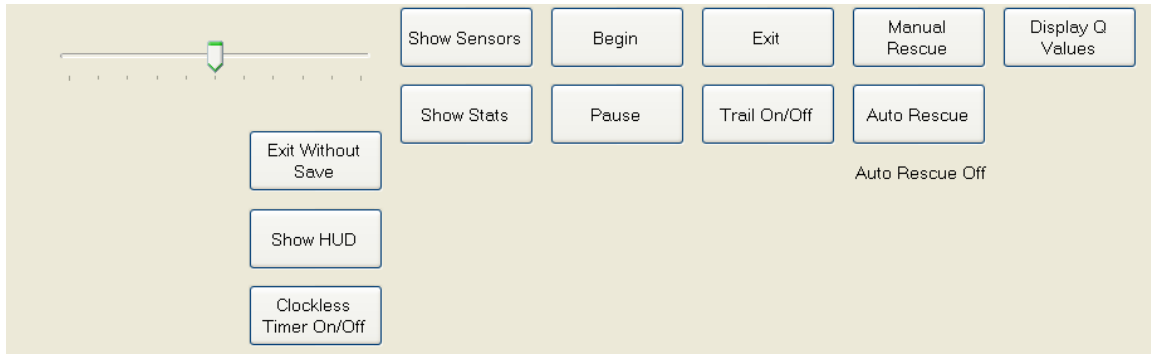 Show Sensors
Begin
Exit
Manual
Rescue
Display Q
Values
Show Stats
Pause
Trail On/Off
Auto Rescue
Exit Without
Save
Auto Rescue Off
Show HUD
Clockless
Timer On/Off